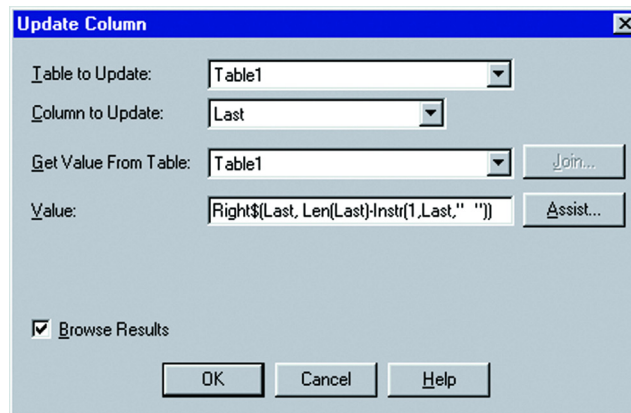 Update Column
Table to Update: Table1
Column to Update: Last
Get Value From Table: Table1 Join...
Value: Right$(Last, Len(Last)-Instr(1,Last,"  ")) Assist...
Browse Results
OK Cancel Help